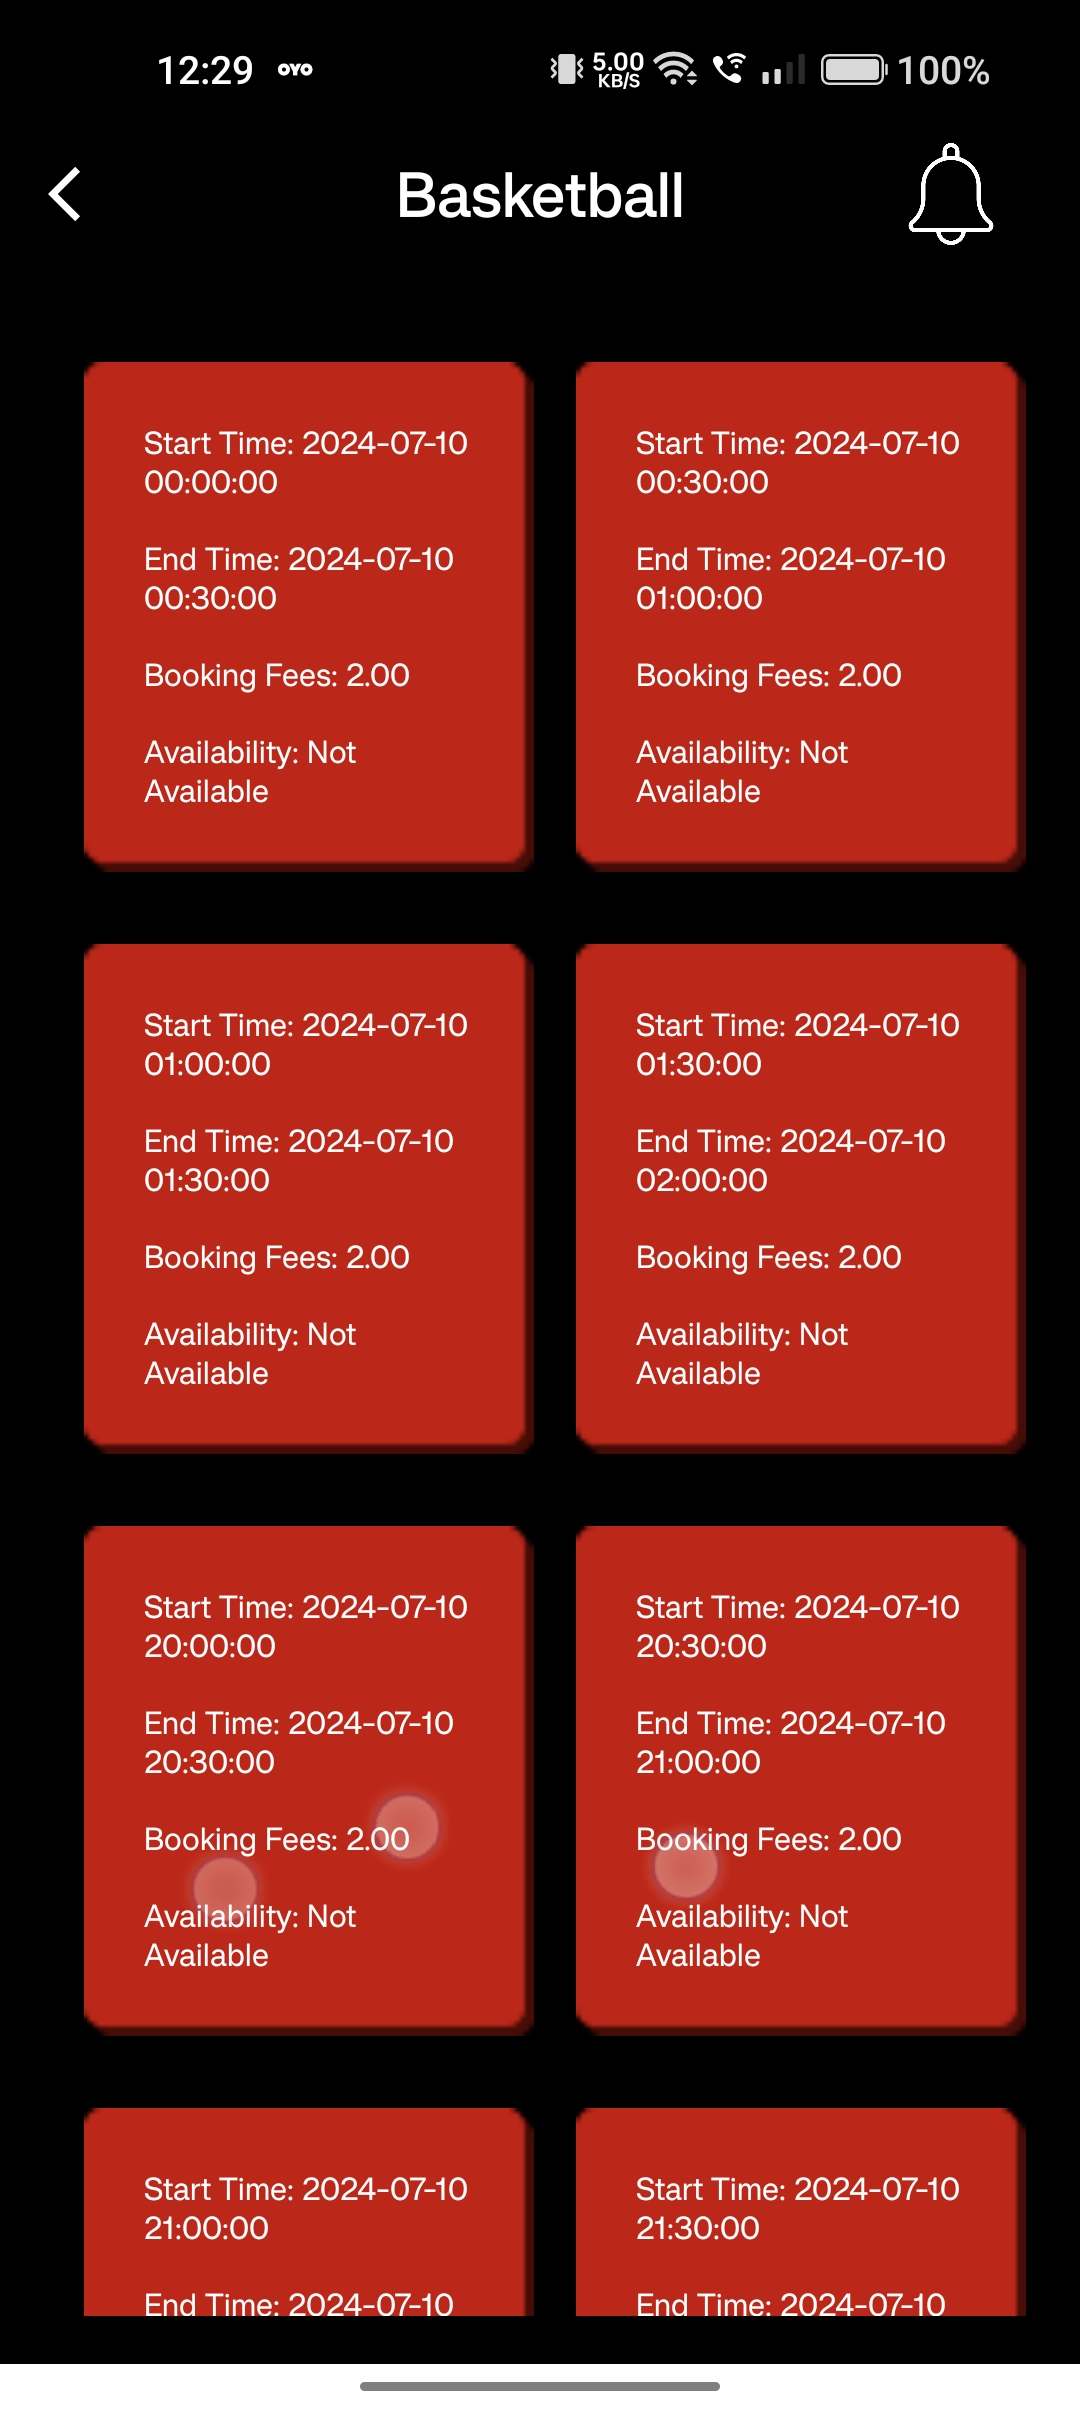 12:29 OYO 5.00 KB/S 100%
Basketball
Start Time: 2024-07-10
00:00:00
End Time: 2024-07-10
00:30:00
Booking Fees: 2.00
Availability: Not
Available
Start Time: 2024-07-10
00:30:00
End Time: 2024-07-10
01:00:00
Booking Fees: 2.00
Availability: Not
Available
Start Time: 2024-07-10
01:00:00
End Time: 2024-07-10
01:30:00
Booking Fees: 2.00
Availability: Not
Available
Start Time: 2024-07-10
01:30:00
End Time: 2024-07-10
02:00:00
Booking Fees: 2.00
Availability: Not
Available
Start Time: 2024-07-10
20:00:00
End Time: 2024-07-10
20:30:00
Booking Fees: 2.00
Availability: Not
Available
Start Time: 2024-07-10
20:30:00
End Time: 2024-07-10
21:00:00
Booking Fees: 2.00
Availability: Not
Available
Start Time: 2024-07-10
21:00:00
End Time: 2024-07-10
Start Time: 2024-07-10
21:30:00
End Time: 2024-07-10